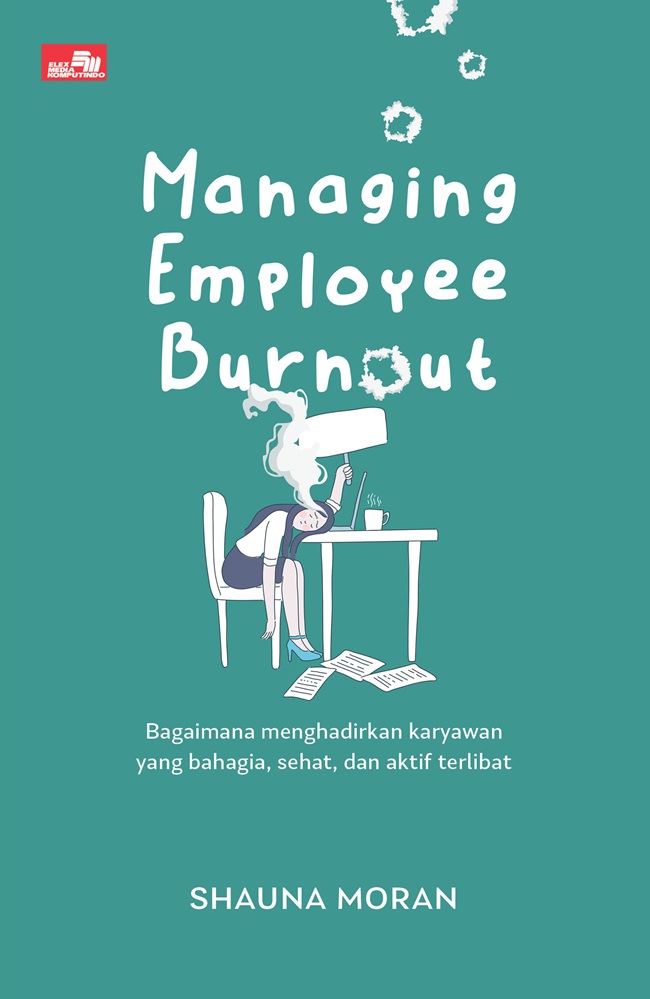 ELEX
MEDIA
KOMPUTINDO
Managing
Employee
Burnout
Bagaimana menghadirkan karyawan
yang bahagia, sehat, dan aktif terlibat
SHAUNA MORAN